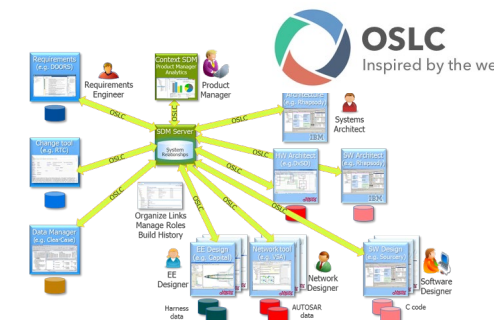 OSLC
Inspired by the we
Requirements
(e.g. DOORS)
Requirements
Engineer
Context SDM
Product Manager
Analytics
Product
Manager
OSLC
OSLC
OSLC
Systems
Architect
IBM
Change tool
(e.g. RTC)
OSLC
SDM Server
System
Relationships
OSLC
HW Architect
SW Architect
(e.g. Rhapsody)
IBM
Data Manager
(e.g. ClearCase)
OSLC
OSLC
OSLC
OSLC
OSLC
Organize Links
Manage Roles
Build History
EE
Designer
EE Design
(e.g. Capital)
Network tool
(e.g. VSA)
Network
Designer
SW Design
Software
Designer
Harness
data
AUTOSAR
data
C code